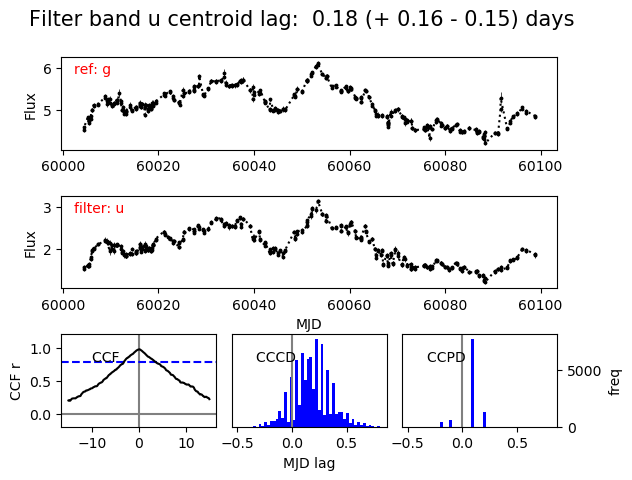 Filter band u centroid lag:  0.18 (+ 0.16 - 0.15) days
ref: g
Flux
6
5
60000 60020 60040 60060 60080 60100
filter: u
Flux
3
2
60000 60020 60040 60060 60080 60100
MJD
CCF
CCF r
1.0
0.5
0.0
−10 0 10
CCCD
−0.5 0.0 0.5
MJD lag
CCPD
−0.5 0.0 0.5
5000
0
freq